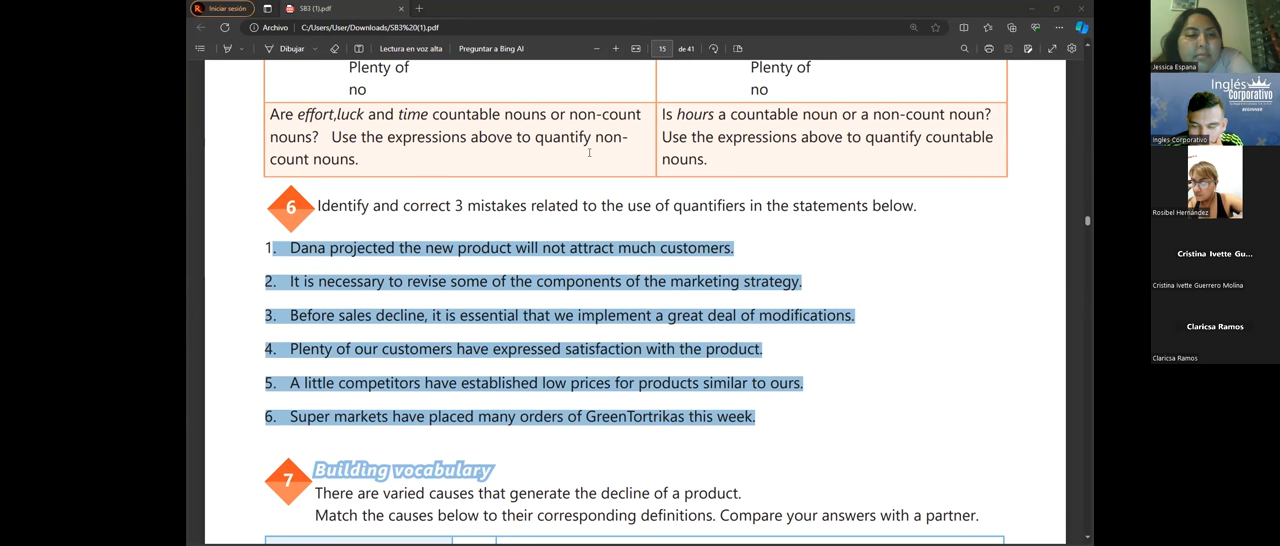 Iniciar sesión
SB3 (1).pdf
Archivo
C:/Users/User/Downloads/SB3%20(1).pdf
Dibujar
Lectura en voz alta
Preguntar a Bing AI
15
de 41
Plenty of
no
Plenty of
no
Are effort,luck and time countable nouns or non-count
nouns? Use the expressions above to quantify non-
count nouns.
Is hours a countable noun or a non-count noun?
Use the expressions above to quantify countable
nouns.
6 Identify and correct 3 mistakes related to the use of quantifiers in the statements below.
1. Dana projected the new product will not attract much customers.
2. It is necessary to revise some of the components of the marketing strategy.
3. Before sales decline, it is essential that we implement a great deal of modifications.
4. Plenty of our customers have expressed satisfaction with the product.
5. A little competitors have established low prices for products similar to ours.
6. Super markets have placed many orders of GreenTortrikas this week.
7 Building vocabulary
There are varied causes that generate the decline of a product.
Match the causes below to their corresponding definitions. Compare your answers with a partner.
Jessica Espana
Inglés
Corporativo
BEGINNER
Inglés Corporativo
Rosibel Hernández
Cristina Ivette Gu...
Cristina Ivette Guerrero Molina
Claricsa Ramos
Claricsa Ramos